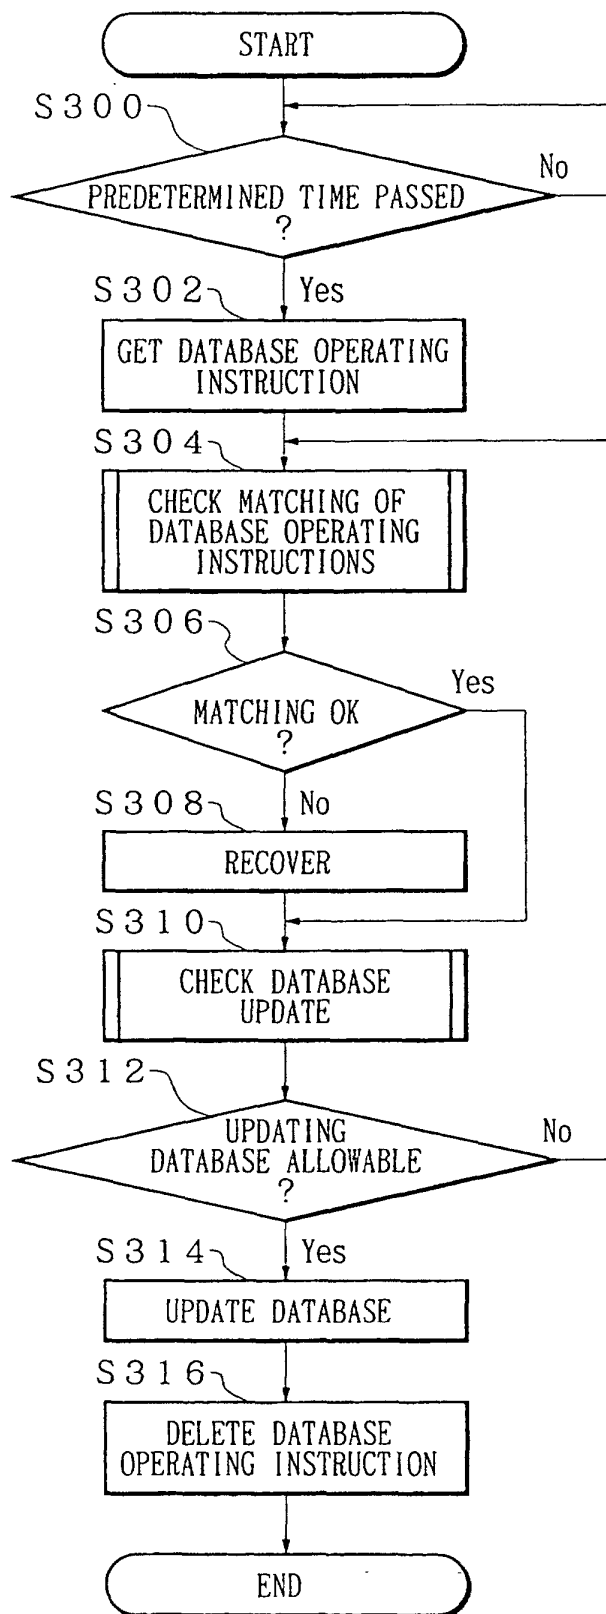 START
S300
No
PREDETERMINED TIME PASSED
?
S302
Yes
GET DATABASE OPERATING
INSTRUCTION
S304
CHECK MATCHING OF
DATABASE OPERATING
INSTRUCTIONS
S306
Yes
MATCHING OK
?
S308
No
RECOVER
S310
CHECK DATABASE
UPDATE
S312
UPDATING
No
DATABASE ALLOWABLE
?
S314
Yes
UPDATE DATABASE
S316
DELETE DATABASE
OPERATING INSTRUCTION
END